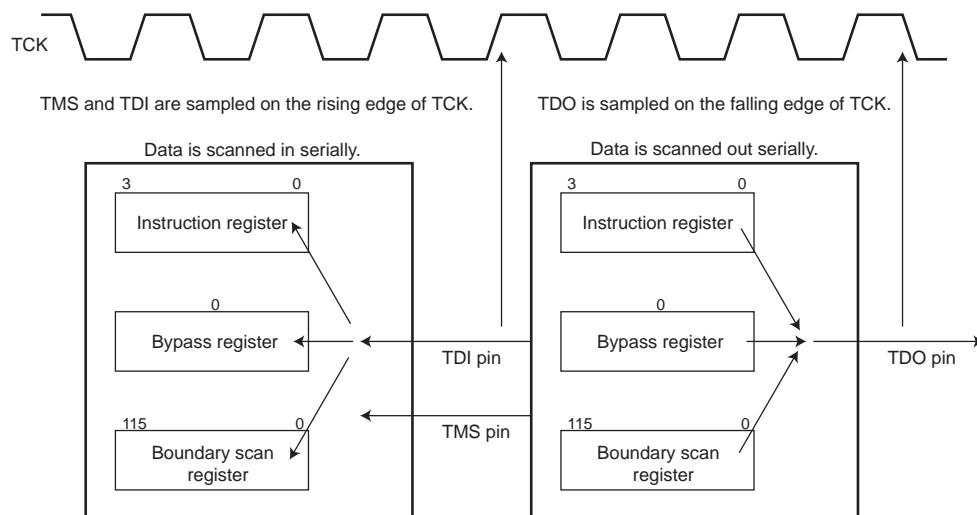 TCK
TMS and TDI are sampled on the rising edge of TCK.
TDO is sampled on the falling edge of TCK.
Data is scanned in serially.
Data is scanned out serially.
3 0
Instruction register
3 0
Instruction register
0
Bypass register
0
Bypass register
TDI pin
TDO pin
TMS pin
115 0
Boundary scan
register
115 0
Boundary scan
register